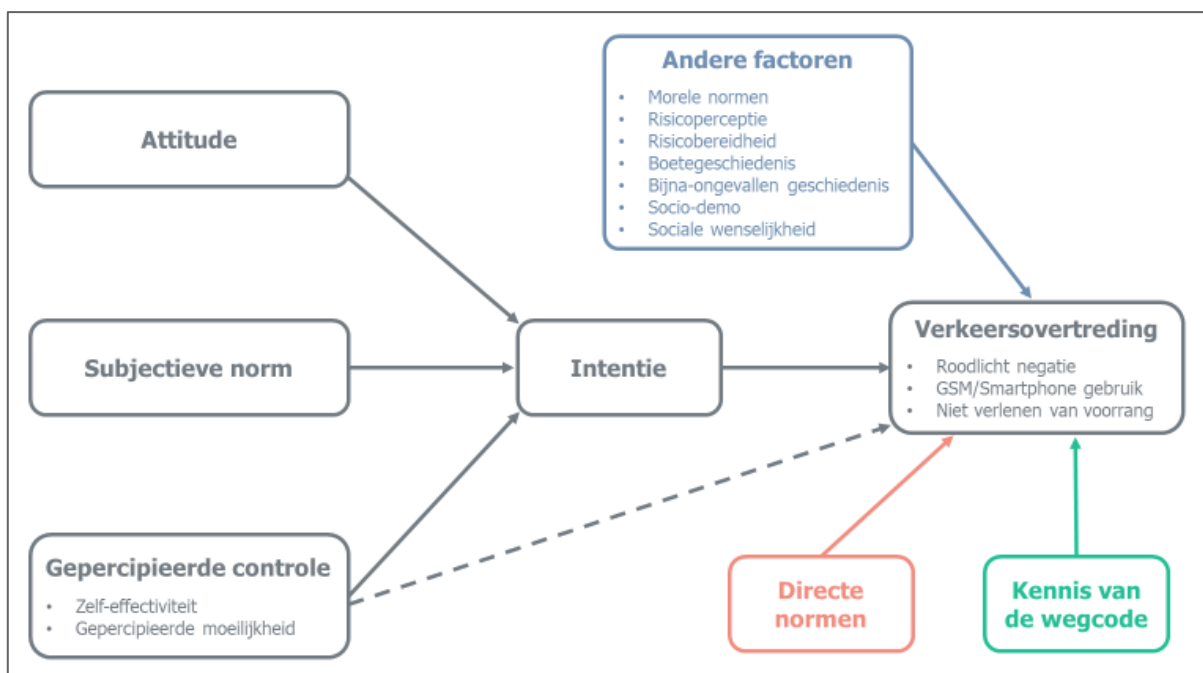 Andere factoren
• Morele normen
• Risicoperceptie
• Risicobereidheid
• Boetegeschiedenis
• Bijna-ongevallen geschiedenis
• Socio-demo
• Sociale wenselijkheid
Attitude
Subjectieve norm
Intentie
Verkeersovertreding
• Roodlicht negatie
• GSM/Smartphone gebruik
• Niet verlenen van voorrang
Gepercipieerde controle
• Zelf-effectiviteit
• Gepercipieerde moeilijkheid
Directe
normen
Kennis van
de wegcode